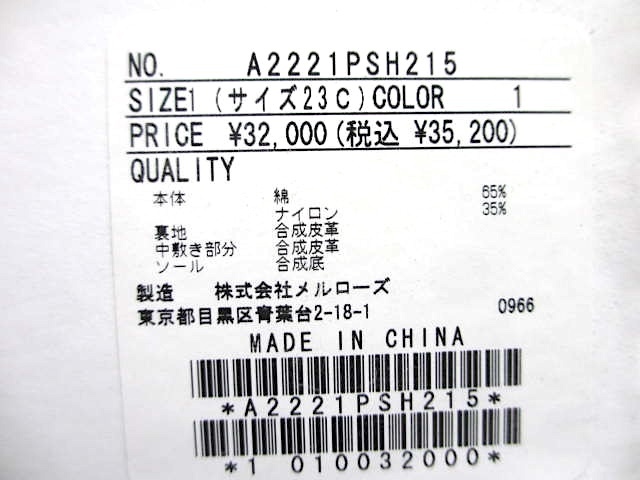 NO. A2221PSH215
SIZE1 (サイズ23C) COLOR 1
PRICE ¥32,000(税込 ¥35,200)
QUALITY
本体 綿 65%
ナイロン 35%
裏地 合成皮革
中敷き部分 合成皮革
ソール 合成底
製造 株式会社メルローズ
東京都目黒区青葉台2-18-1 0966
MADE IN CHINA
*A2221PSH215*
*1 010032000*